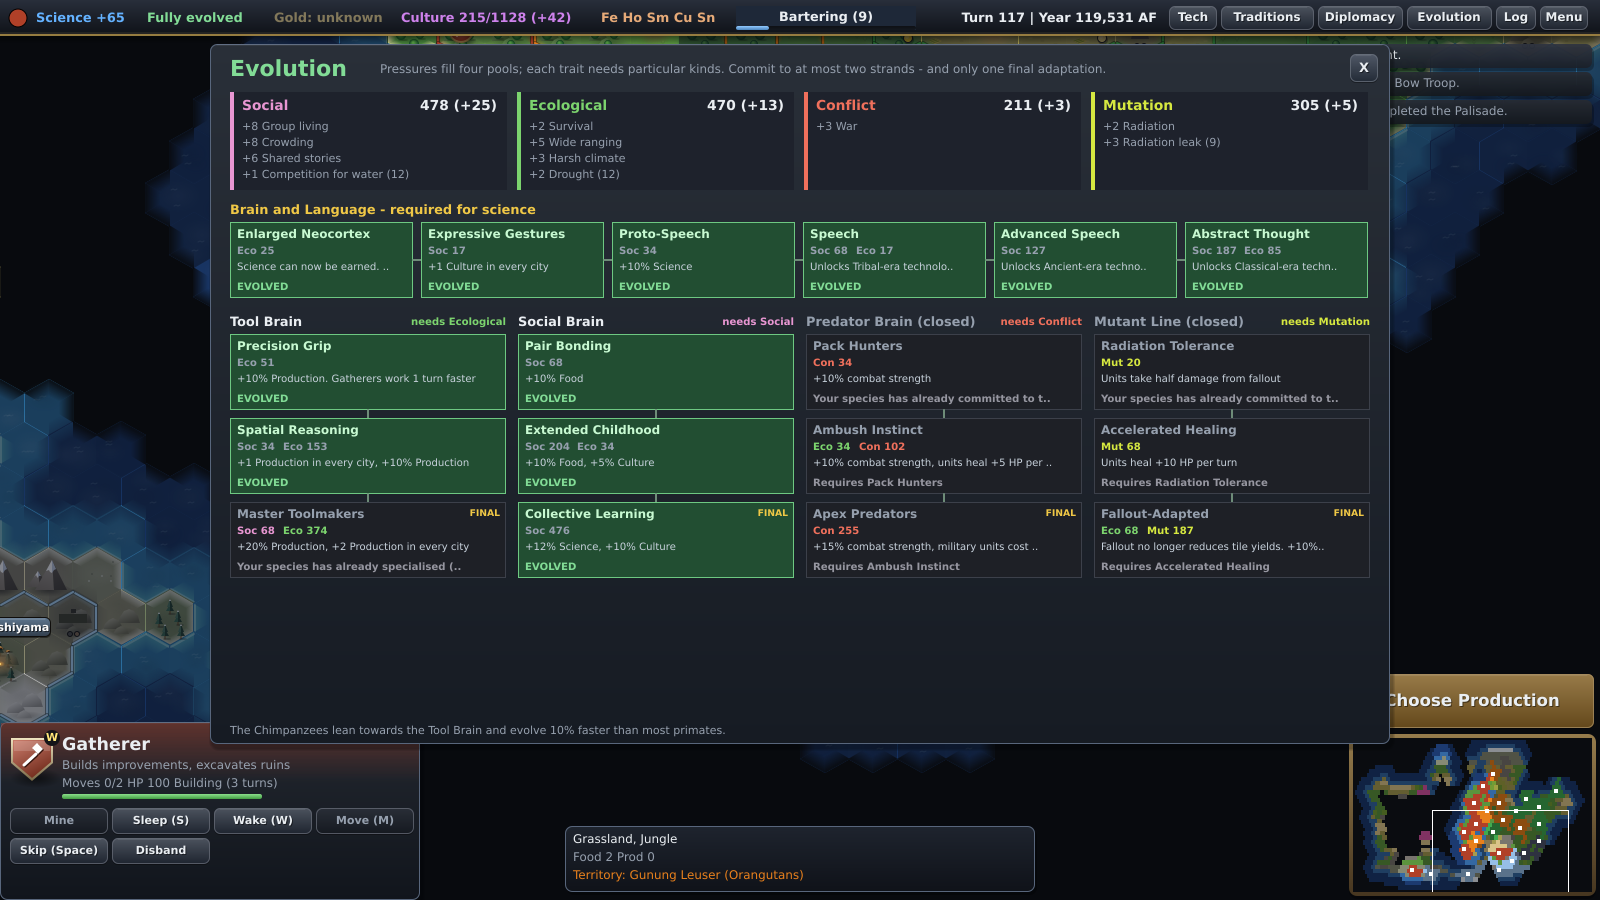 Science +65 Fully evolved Gold: unknown Culture 215/1128 (+42) Fe Ho Sm Cu Sn Bartering (9) Turn 117 | Year 119,531 AF Tech Traditions Diplomacy Evolution Log Menu
Evolution Pressures fill four pools; each trait needs particular kinds. Commit to at most two strands - and only one final adaptation. X
nt.
Bow Troop.
pleted the Palisade.
Social 478 (+25)
+8 Group living
+8 Crowding
+6 Shared stories
+1 Competition for water (12)
Ecological 470 (+13)
+2 Survival
+5 Wide ranging
+3 Harsh climate
+2 Drought (12)
Conflict 211 (+3)
+3 War
Mutation 305 (+5)
+2 Radiation
+3 Radiation leak (9)
Brain and Language - required for science
Enlarged Neocortex
Eco 25
Science can now be earned. ..
EVOLVED
Expressive Gestures
Soc 17
+1 Culture in every city
EVOLVED
Proto-Speech
Soc 34
+10% Science
EVOLVED
Speech
Soc 68 Eco 17
Unlocks Tribal-era technolo..
EVOLVED
Advanced Speech
Soc 127
Unlocks Ancient-era techno..
EVOLVED
Abstract Thought
Soc 187 Eco 85
Unlocks Classical-era techn..
EVOLVED
Tool Brain needs Ecological
Precision Grip
Eco 51
+10% Production. Gatherers work 1 turn faster
EVOLVED
Spatial Reasoning
Soc 34 Eco 153
+1 Production in every city, +10% Production
EVOLVED
Master Toolmakers FINAL
Soc 68 Eco 374
+20% Production, +2 Production in every city
Your species has already specialised (..
Social Brain needs Social
Pair Bonding
Soc 68
+10% Food
EVOLVED
Extended Childhood
Soc 204 Eco 34
+10% Food, +5% Culture
EVOLVED
Collective Learning FINAL
Soc 476
+12% Science, +10% Culture
EVOLVED
Predator Brain (closed) needs Conflict
Pack Hunters
Con 34
+10% combat strength
Your species has already committed to t..
Ambush Instinct
Eco 34 Con 102
+10% combat strength, units heal +5 HP per ..
Requires Pack Hunters
Apex Predators FINAL
Con 255
+15% combat strength, military units cost ..
Requires Ambush Instinct
Mutant Line (closed) needs Mutation
Radiation Tolerance
Mut 20
Units take half damage from fallout
Your species has already committed to t..
Accelerated Healing
Mut 68
Units heal +10 HP per turn
Requires Radiation Tolerance
Fallout-Adapted FINAL
Eco 68 Mut 187
Fallout no longer reduces tile yields. +10%..
Requires Accelerated Healing
The Chimpanzees lean towards the Tool Brain and evolve 10% faster than most primates.
shiyama
Choose Production
W
Gatherer
Builds improvements, excavates ruins
Moves 0/2 HP 100 Building (3 turns)
Mine Sleep (S) Wake (W) Move (M)
Skip (Space) Disband
Grassland, Jungle
Food 2 Prod 0
Territory: Gunung Leuser (Orangutans)